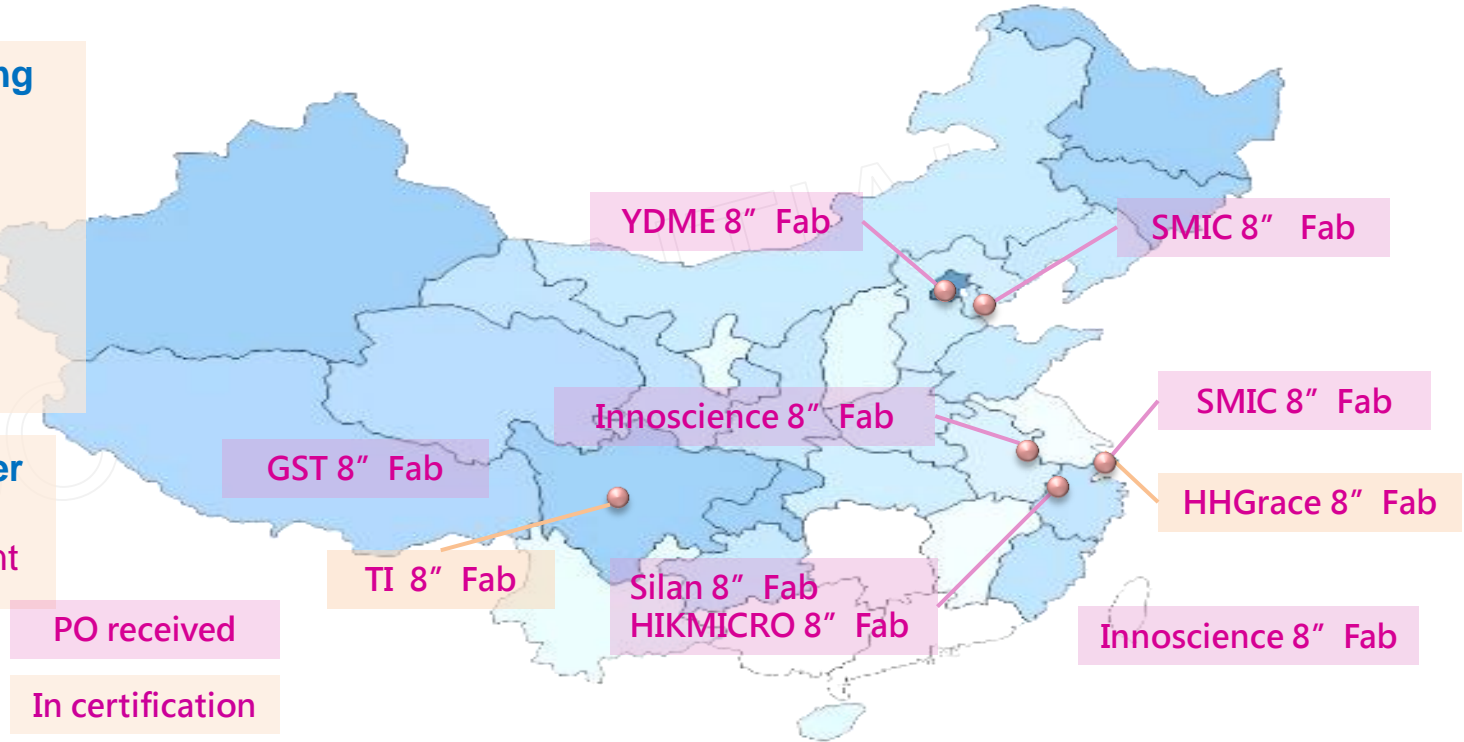 ng
YDME 8” Fab
SMIC 8” Fab
Innoscience 8” Fab
SMIC 8” Fab
GST 8” Fab
er
HHGrace 8” Fab
nt
TI 8” Fab
Silan 8” Fab
HIKMICRO 8” Fab
PO received
Innoscience 8” Fab
In certification